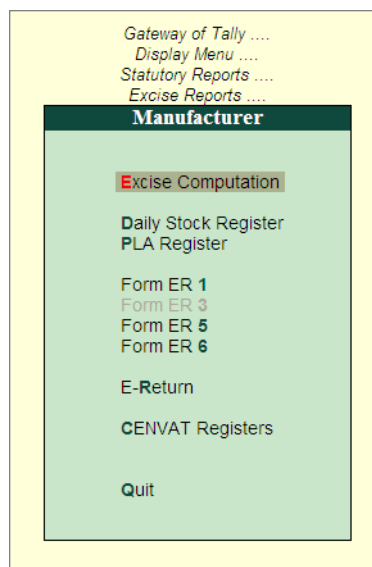 Gateway of Tally ....
Display Menu ....
Statutory Reports ....
Excise Reports ....
Manufacturer
Excise Computation
Daily Stock Register
PLA Register
Form ER 1
Form ER 3
Form ER 5
Form ER 6
E-Return
CENVAT Registers
Quit